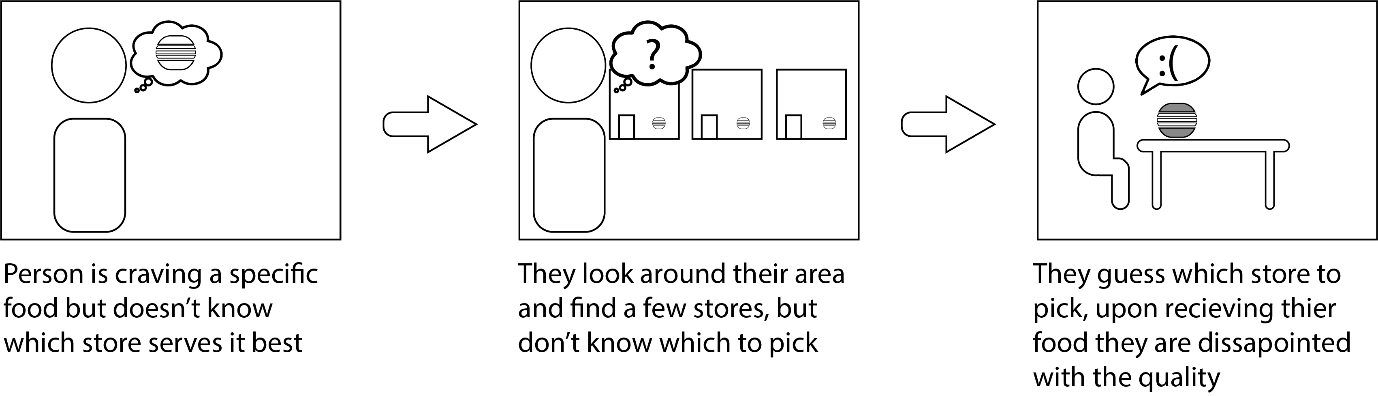 ?
:(
Person is craving a specific
food but doesn't know
which store serves it best
They look around their area
and find a few stores, but
don't know which to pick
They guess which store to
pick, upon recieving thier
food they are dissapointed
with the quality